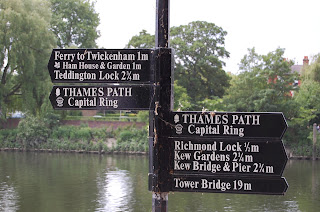 Ferry to Twickenham 1m
Ham House & Garden 1m
Teddington Lock 2¾m
THAMES PATH
Capital Ring
THAMES PATH
Capital Ring
Richmond Lock ½m
Kew Gardens 2¼m
Kew Bridge & Pier 2¾m
Tower Bridge 19m